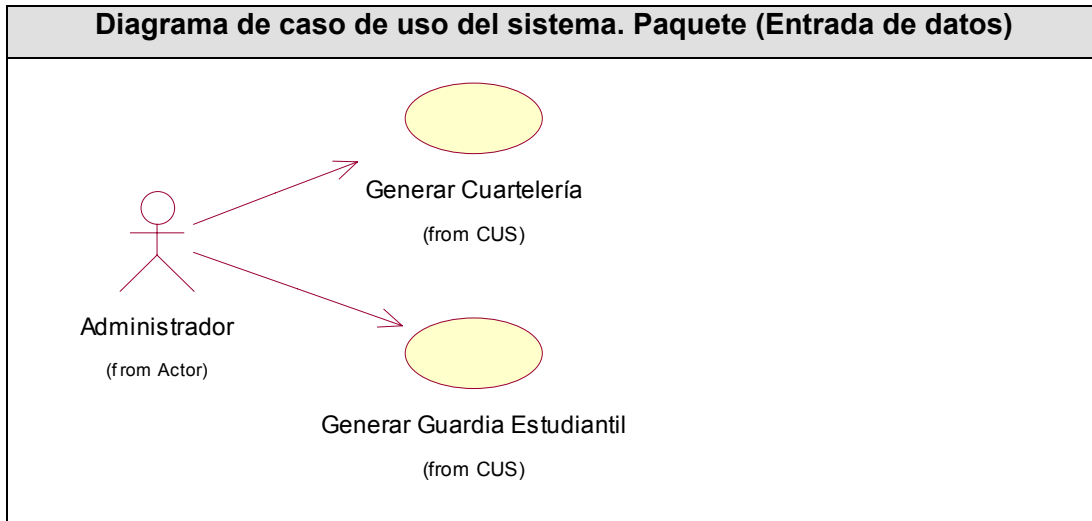 Diagrama de caso de uso del sistema. Paquete (Entrada de datos)
Generar Cuartelería
(from CUS)
Administrador
(from Actor)
Generar Guardia Estudiantil
(from CUS)